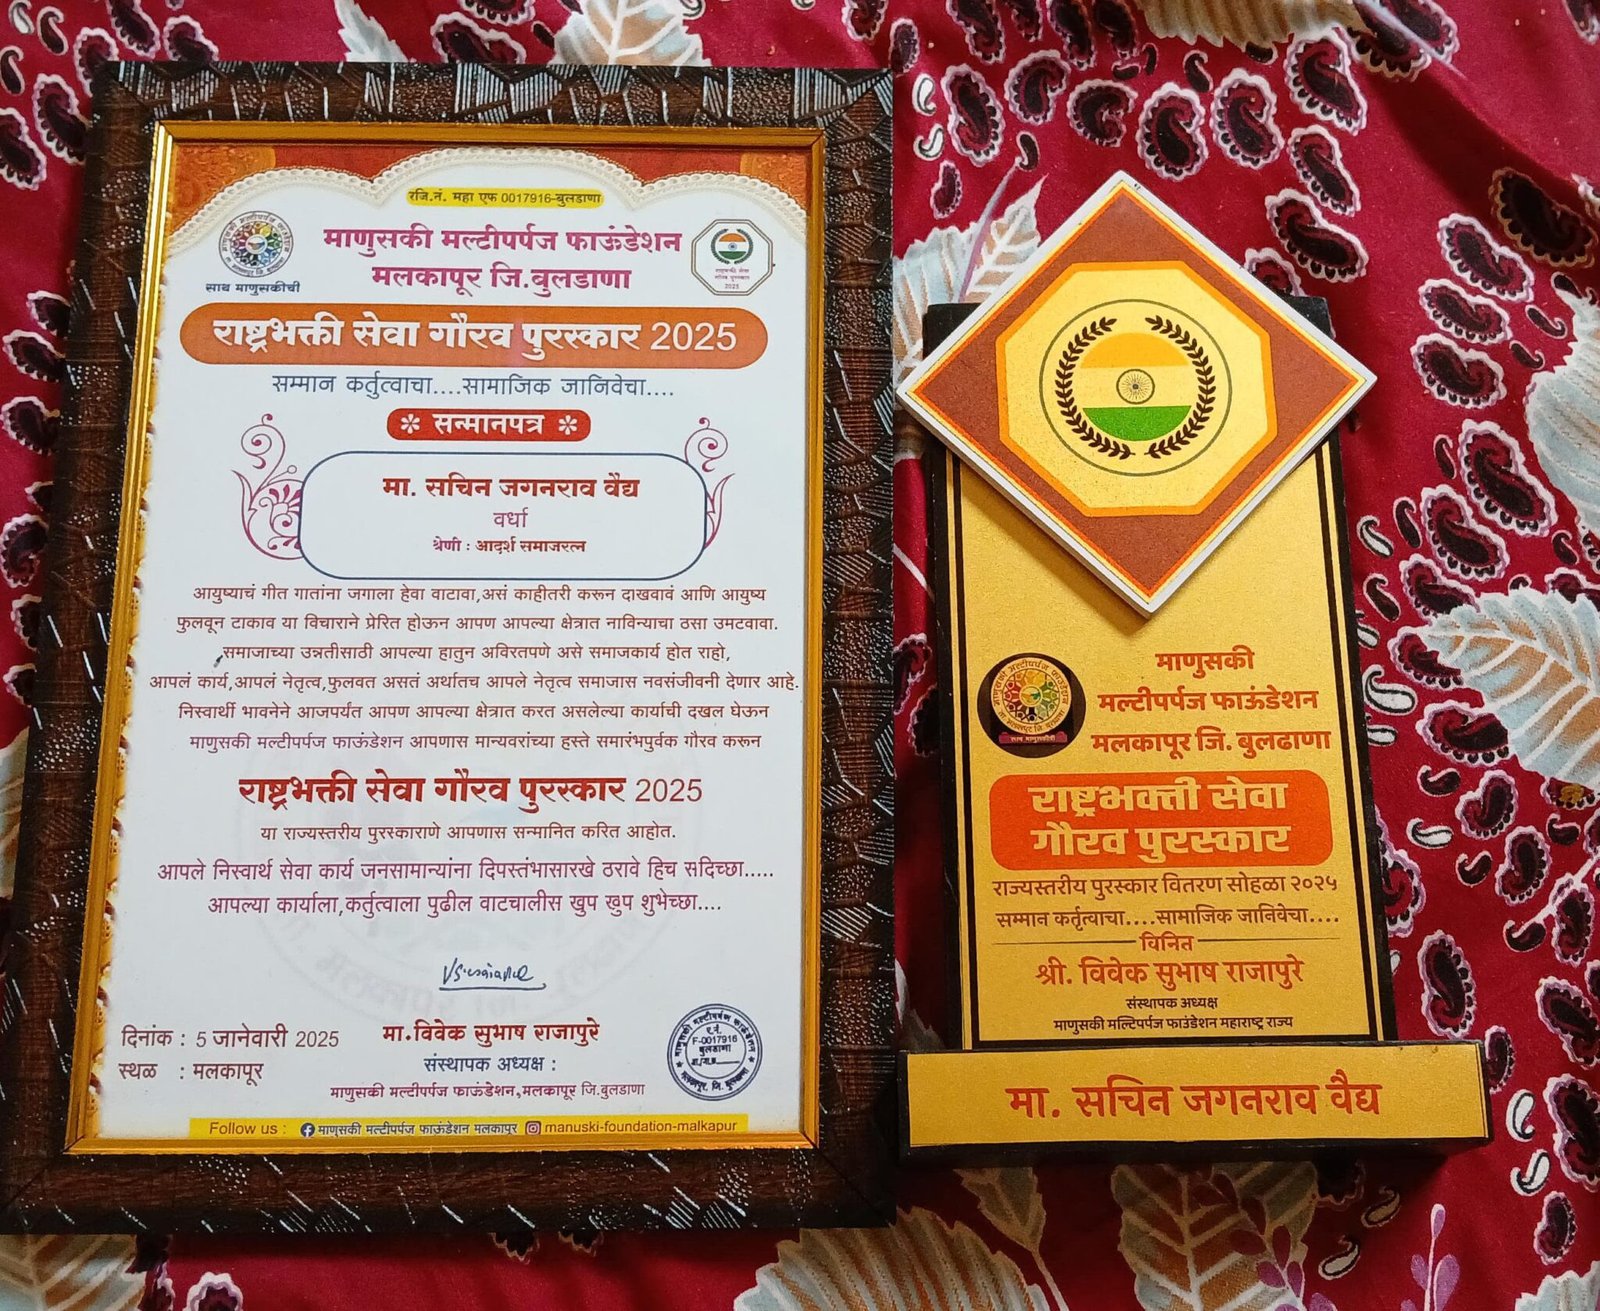 रजि.नं. महा एफ 0017916-बुलडाणा
माणुसकी मल्टीपर्पज फाऊंडेशन
मलकापूर जि.बुलडाणा
साथ माणुसकीची
राष्ट्रभक्ती सेवा गौरव पुरस्कार 2025
सम्मान कर्तुत्वाचा....सामाजिक जानिवेचा....
सन्मानपत्र
मा. सचिन जगनराव वैद्य
वर्धा
श्रेणी : आदर्श समाजरत्न
आयुष्याचं गीत गातांना जगाला हेवा वाटावा,असं काहीतरी करून दाखवावं आणि आयुष्य
फुलवून टाकाव या विचाराने प्रेरित होऊन आपण आपल्या क्षेत्रात नाविन्याचा ठसा उमटवावा.
समाजाच्या उन्नतीसाठी आपल्या हातुन अविरतपणे असे समाजकार्य होत राहो,
आपलं कार्य,आपलं नेतृत्व,फुलवत असतं अर्थातच आपले नेतृत्व समाजास नवसंजीवनी देणार आहे.
निस्वार्थी भावनेने आजपर्यंत आपण आपल्या क्षेत्रात करत असलेल्या कार्याची दखल घेऊन
माणुसकी मल्टीपर्पज फाऊंडेशन आपणास मान्यवरांच्या हस्ते समारंभपुर्वक गौरव करून
राष्ट्रभक्ती सेवा गौरव पुरस्कार 2025
या राज्यस्तरीय पुरस्काराणे आपणास सन्मानित करित आहोत.
आपले निस्वार्थ सेवा कार्य जनसामान्यांना दिपस्तंभासारखे ठरावे हिच सदिच्छा.....
आपल्या कार्याला,कर्तुत्वाला पुढील वाटचालीस खुप खुप शुभेच्छा....
दिनांक : 5 जानेवारी 2025
स्थळ : मलकापूर
मा.विवेक सुभाष राजापुरे
संस्थापक अध्यक्ष :
माणुसकी मल्टीपर्पज फाऊंडेशन,मलकापूर जि.बुलडाणा
F-0017916
बुलडाणा
Follow us : माणुसकी मल्टीपर्पज फाऊंडेशन मलकापूर manuski-foundation-malkapur
माणुसकी
मल्टीपर्पज फाऊंडेशन
मलकापूर जि. बुलढाणा
राष्ट्रभक्ती सेवा
गौरव पुरस्कार
राज्यस्तरीय पुरस्कार वितरण सोहळा २०२५
सम्मान कर्तृत्वाचा....सामाजिक जानिवेचा....
विनित
श्री. विवेक सुभाष राजापुरे
संस्थापक अध्यक्ष
माणुसकी मल्टिपर्पज फाउंडेशन महाराष्ट्र राज्य
मा. सचिन जगनराव वैद्य